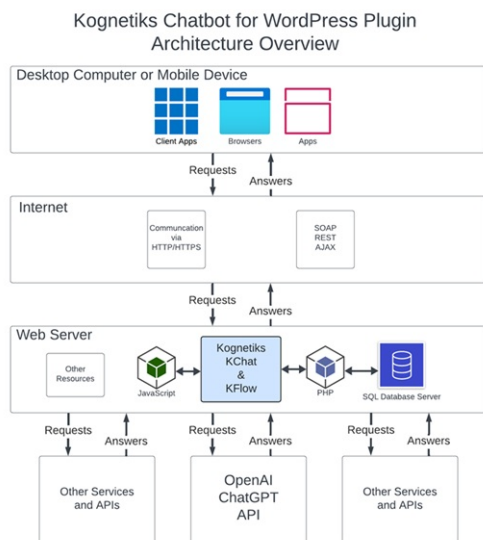 Kognetiks Chatbot for WordPress Plugin
Architecture Overview
Desktop Computer or Mobile Device
Client Apps
Browsers
Apps
Requests
Answers
Internet
Communcation
via
HTTP/HTTPS
SOAP
REST
AJAX
Requests
Answers
Web Server
Other
Resources
JavaScript
Kognetiks
KChat
&
KFlow
PHP
SQL Database Server
Requests
Answers
Requests
Answers
Requests
Answers
Other Services
and APIs
OpenAI
ChatGPT
API
Other Services
and APIs